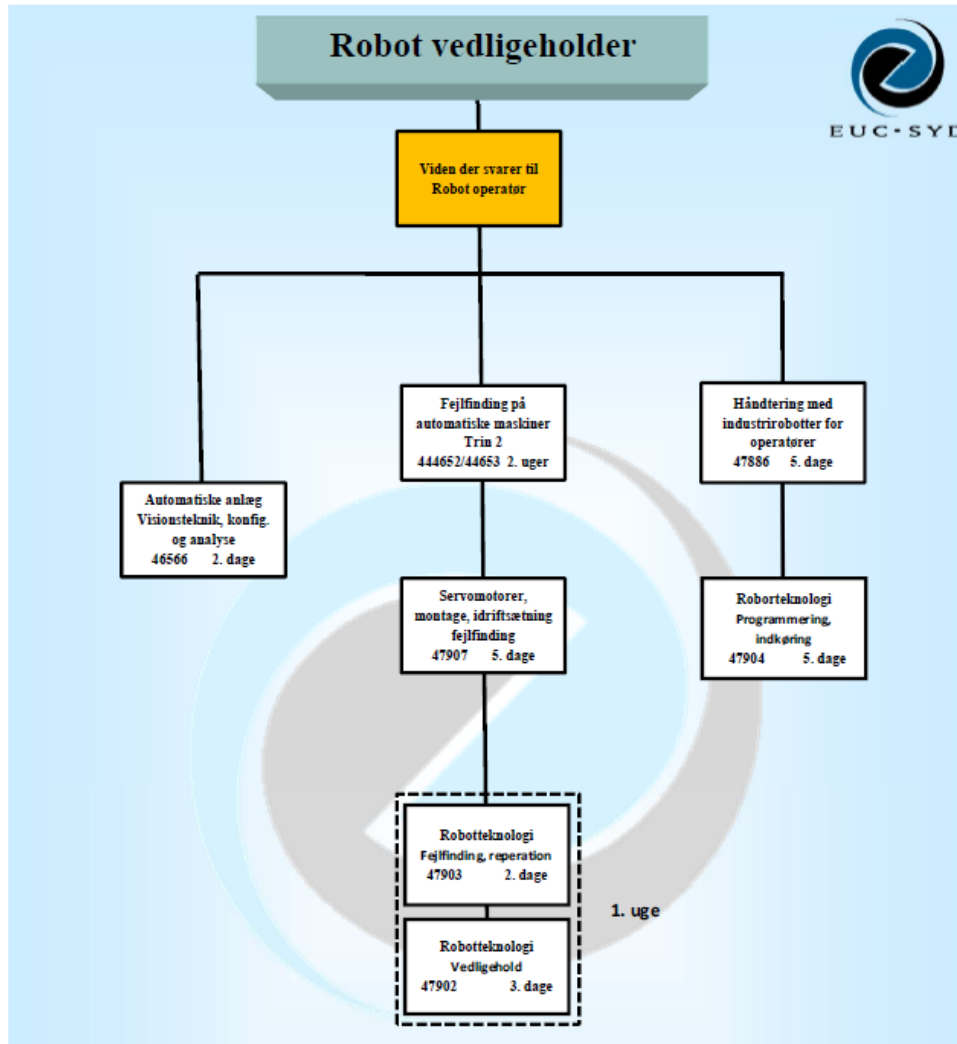 Robot vedligeholder
EUC·SYD
Viden der svarer til
Robot operatør
Fejlfinding på
automatiske maskiner
Trin 2
444652/44653 2. uger
Håndtering med
industrirobotter for
operatører
47886 5. dage
Automatiske anlæg
Visionsteknik, konfig.
og analyse
46566 2. dage
Servomotorer,
montage, idriftsætning
fejlfinding
47907 5. dage
Roborteknologi
Programmering,
indkøring
47904 5. dage
Robotteknologi
Fejlfinding, reperation
47903 2. dage
1. uge
Robotteknologi
Vedligehold
47902 3. dage